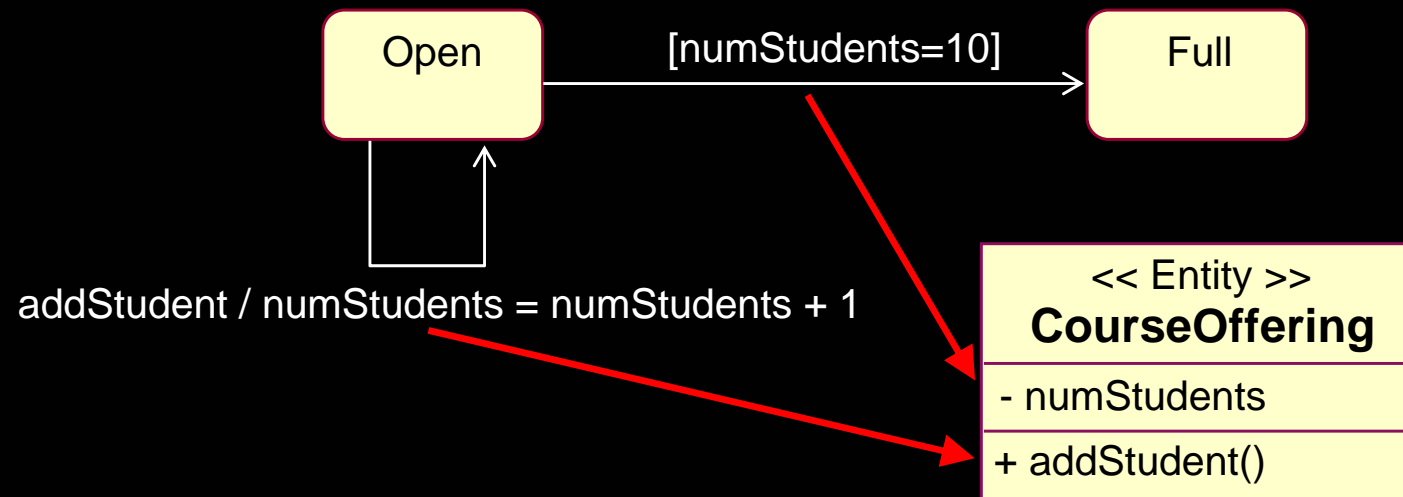 Open
[numStudents=10]
Full
addStudent / numStudents = numStudents + 1
<< Entity >>
CourseOffering
- numStudents
+ addStudent()